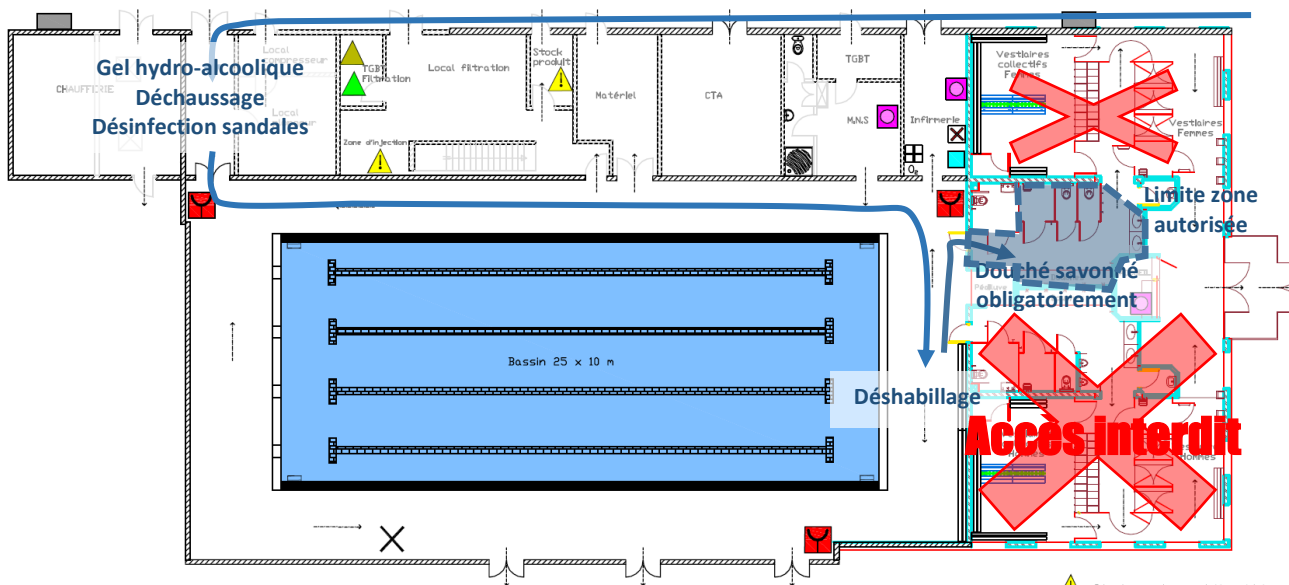 Gel hydro-alcoolique
Déchaussage
Désinfection sandales
CHAUFFERIE
Local
compresseur
Local
TGBT
Filtration
Local filtration
Stock
produit
Zone d'injection
Matériel
CTA
TGBT
M.N.S
Infirmerie
Vestiaires
collectifs
Femmes
Vestiaires
Femmes
Limite zone
autorisée
Douché savonné
obligatoirement
Pédiluve
Bassin 25 x 10 m
Déshabillage
Accès interdit
Hommes
Hommes